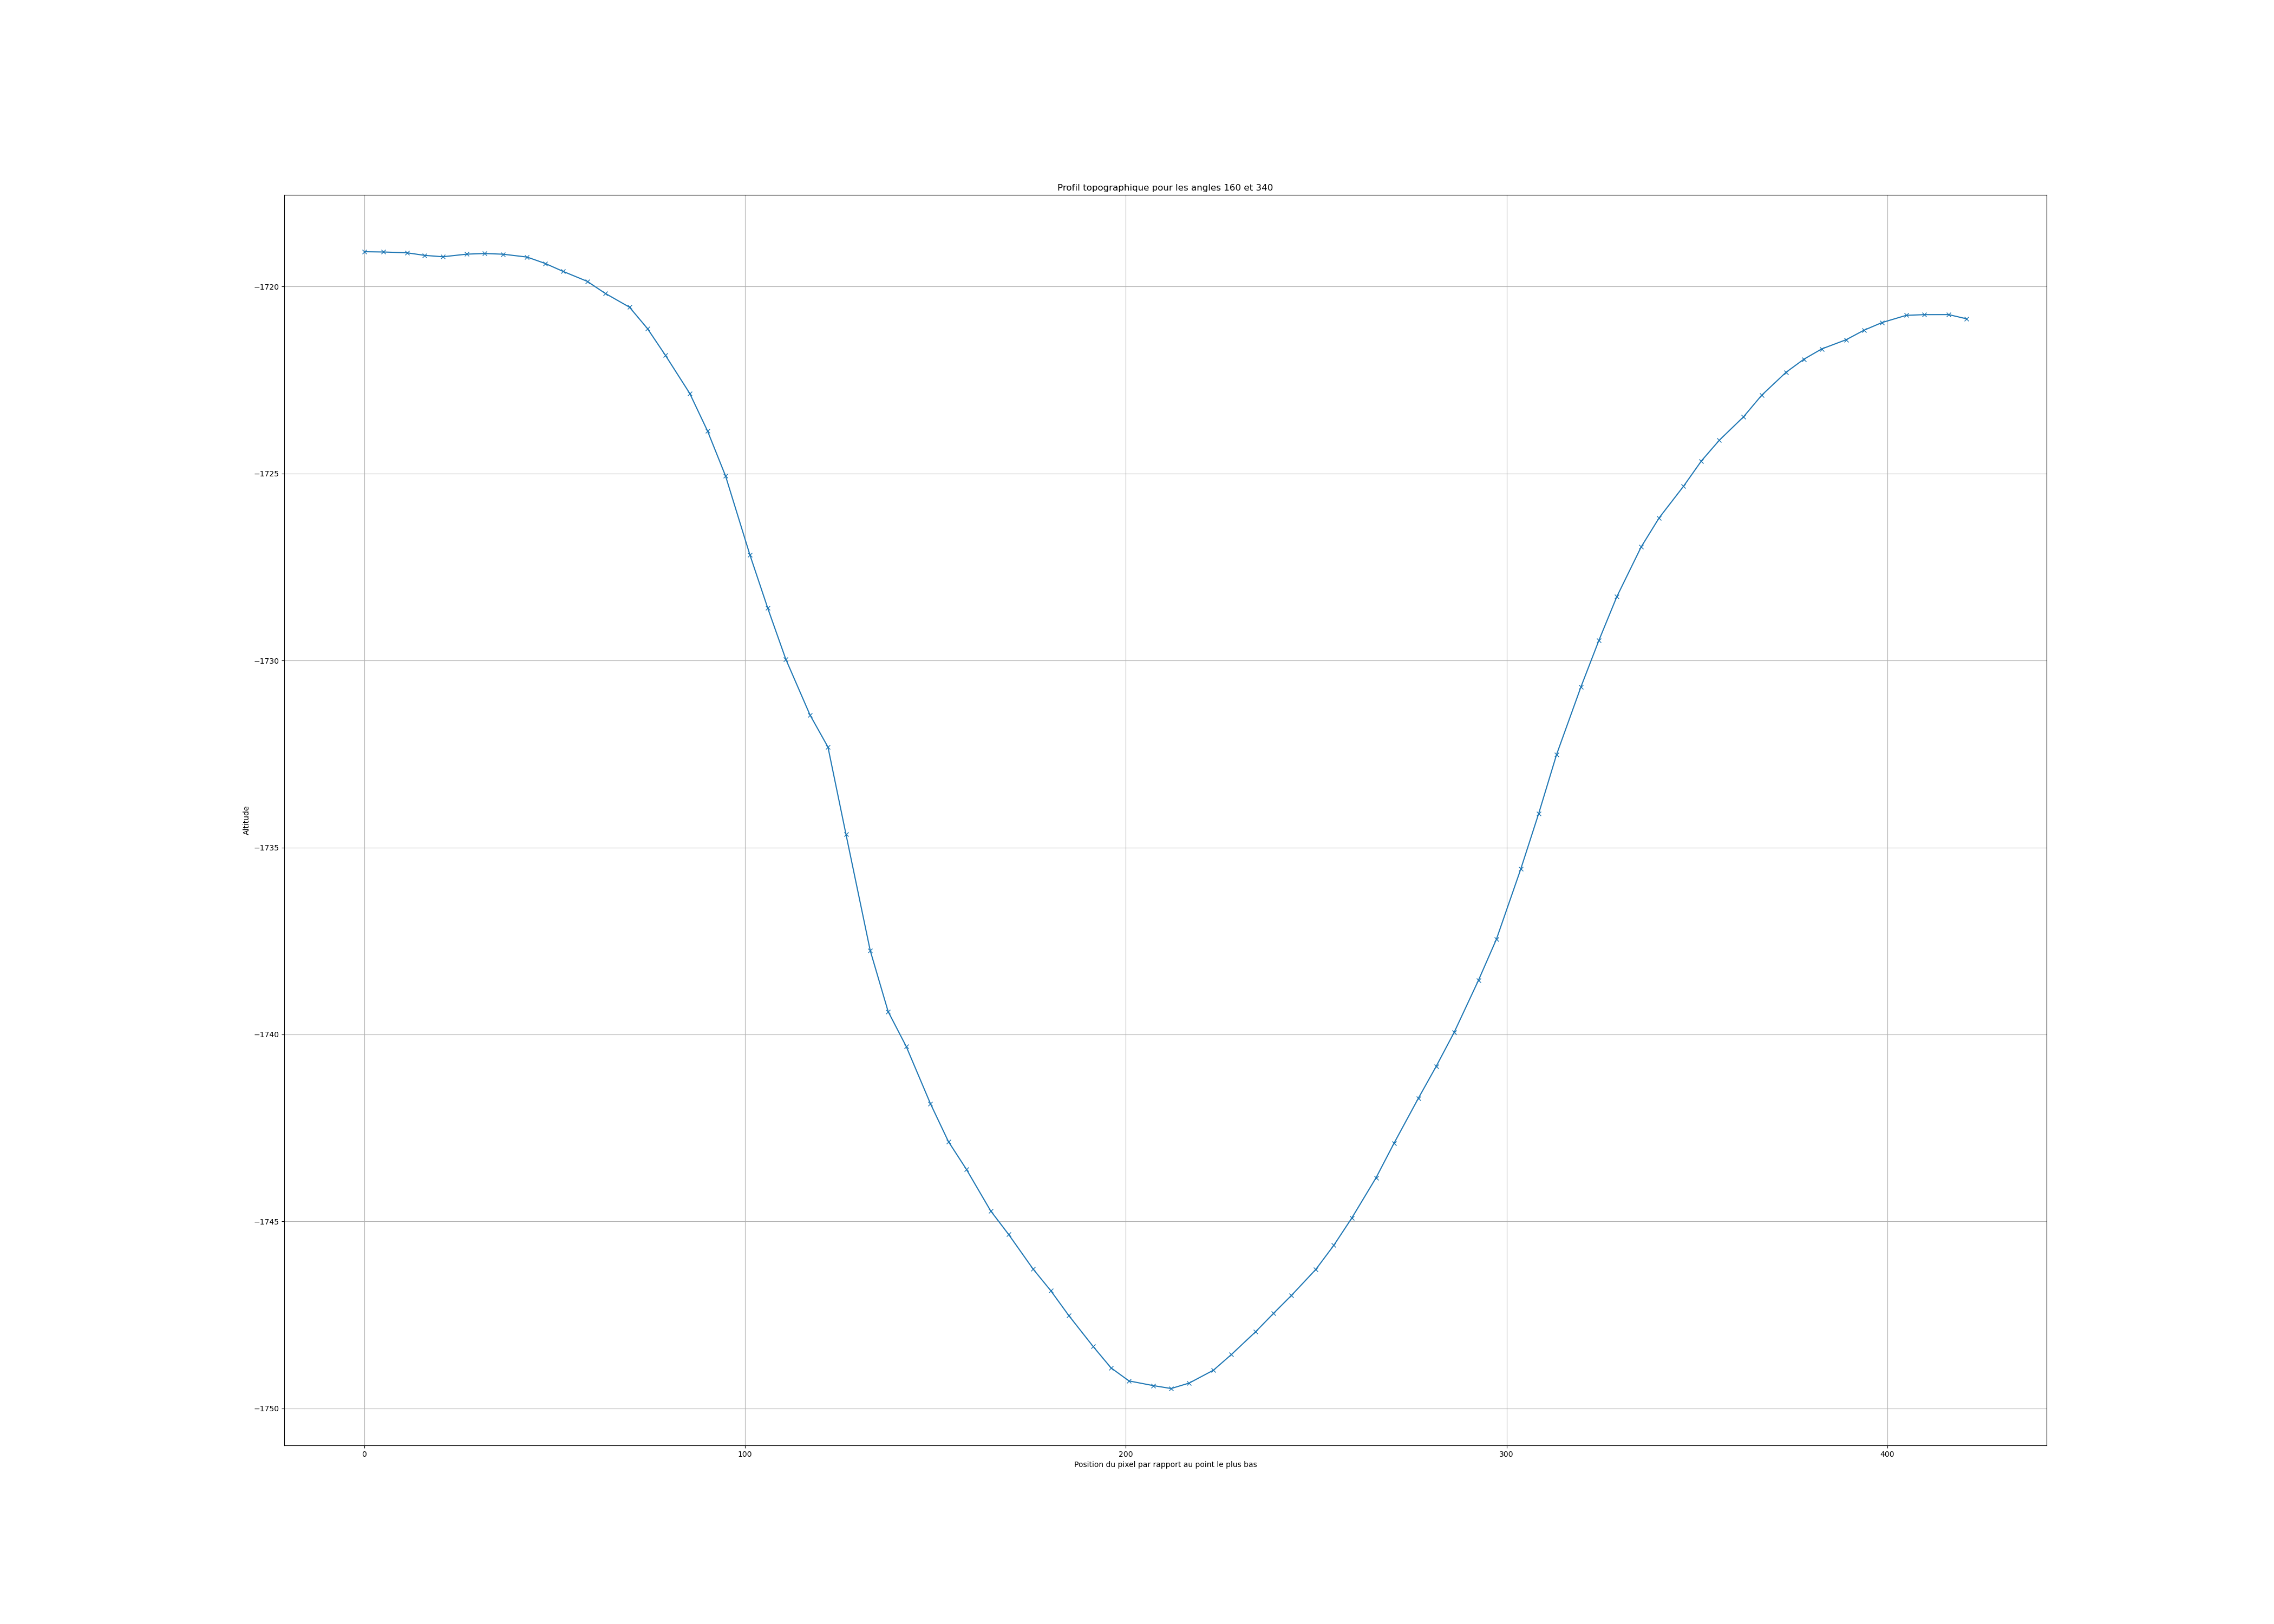 Profil topographique pour les angles 160 et 340
−1720
−1725
−1730
−1735
−1740
−1745
−1750
Altitude
0 100 200 300 400
Position du pixel par rapport au point le plus bas